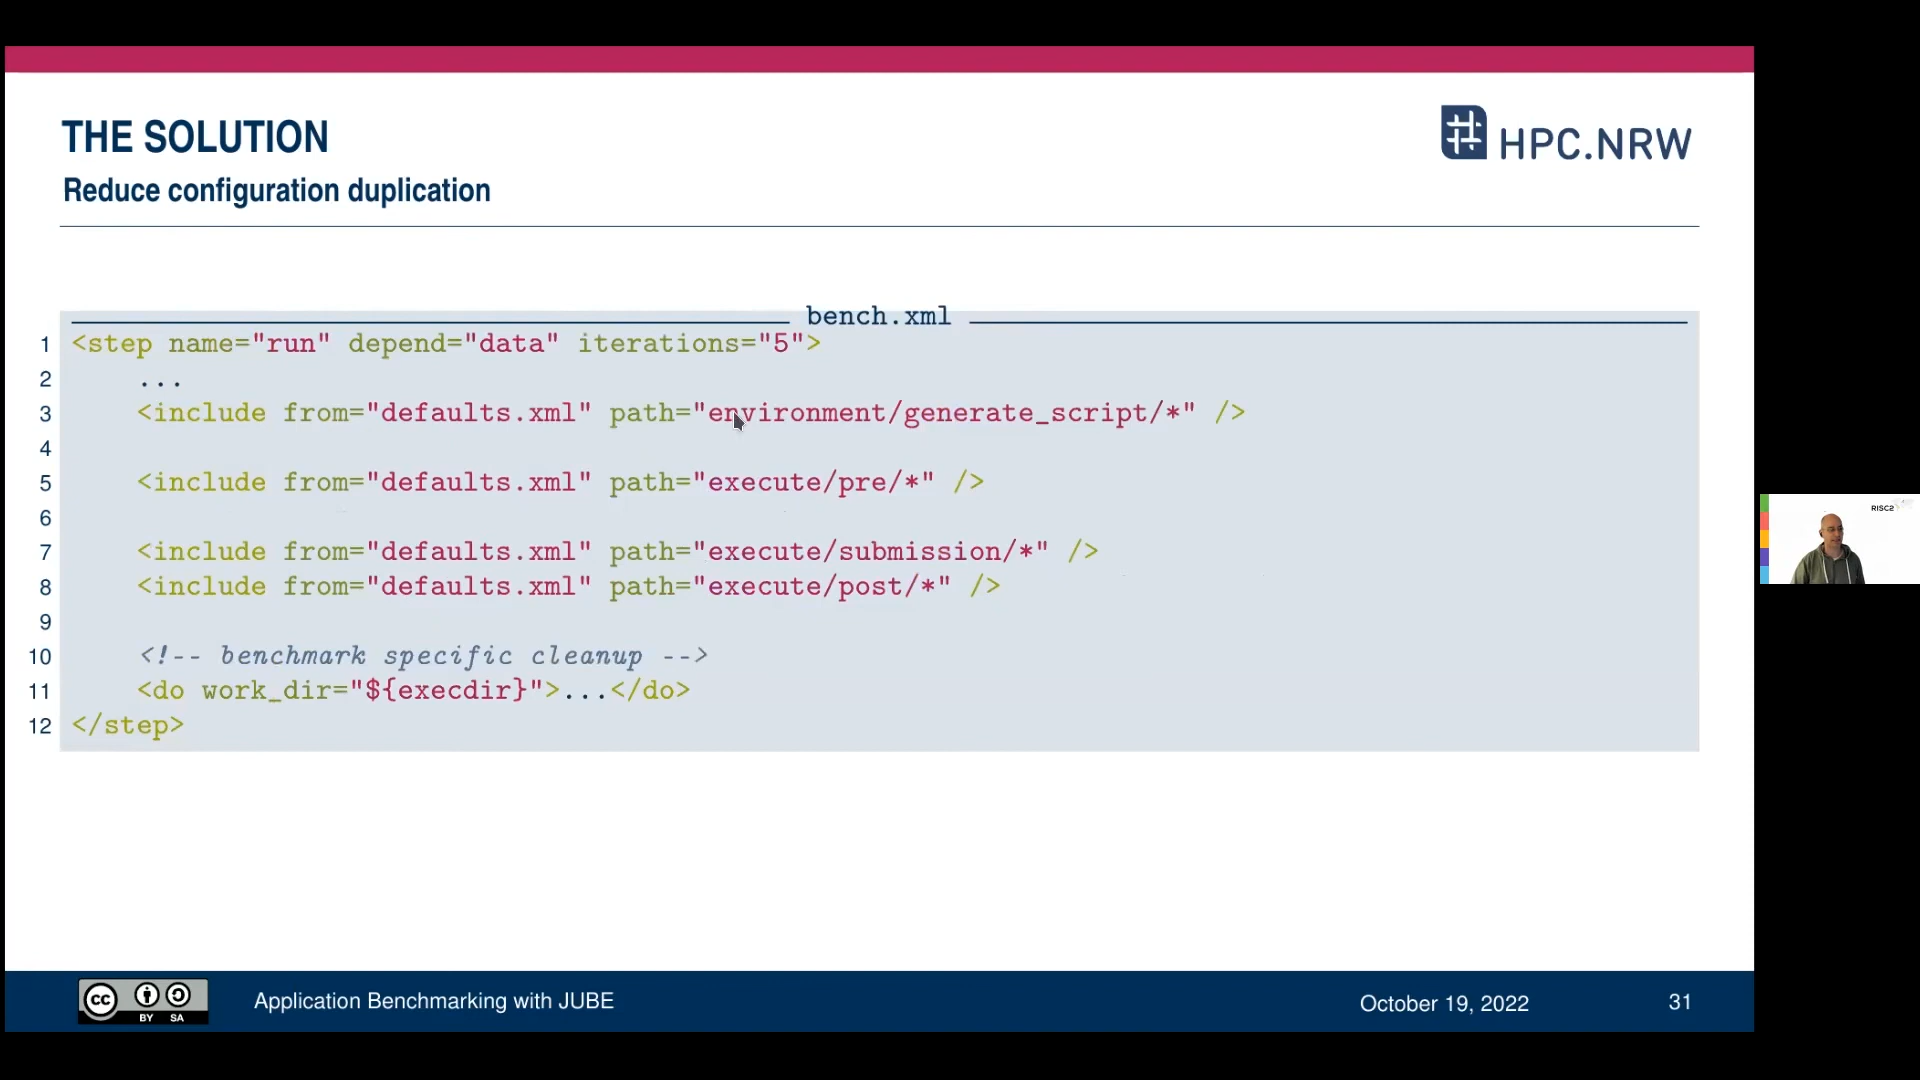 THE SOLUTION
HPC.NRW
Reduce configuration duplication
bench.xml
1 <step name="run" depend="data" iterations="5">
2 ...
3 <include from="defaults.xml" path="environment/generate_script/*" />
4
5 <include from="defaults.xml" path="execute/pre/*" />
6
7 <include from="defaults.xml" path="execute/submission/*" />
8 <include from="defaults.xml" path="execute/post/*" />
9
10 <!-- benchmark specific cleanup -->
11 <do work_dir="${execdir}">...</do>
12 </step>
RISC2
cc BY SA
Application Benchmarking with JUBE
October 19, 2022
31